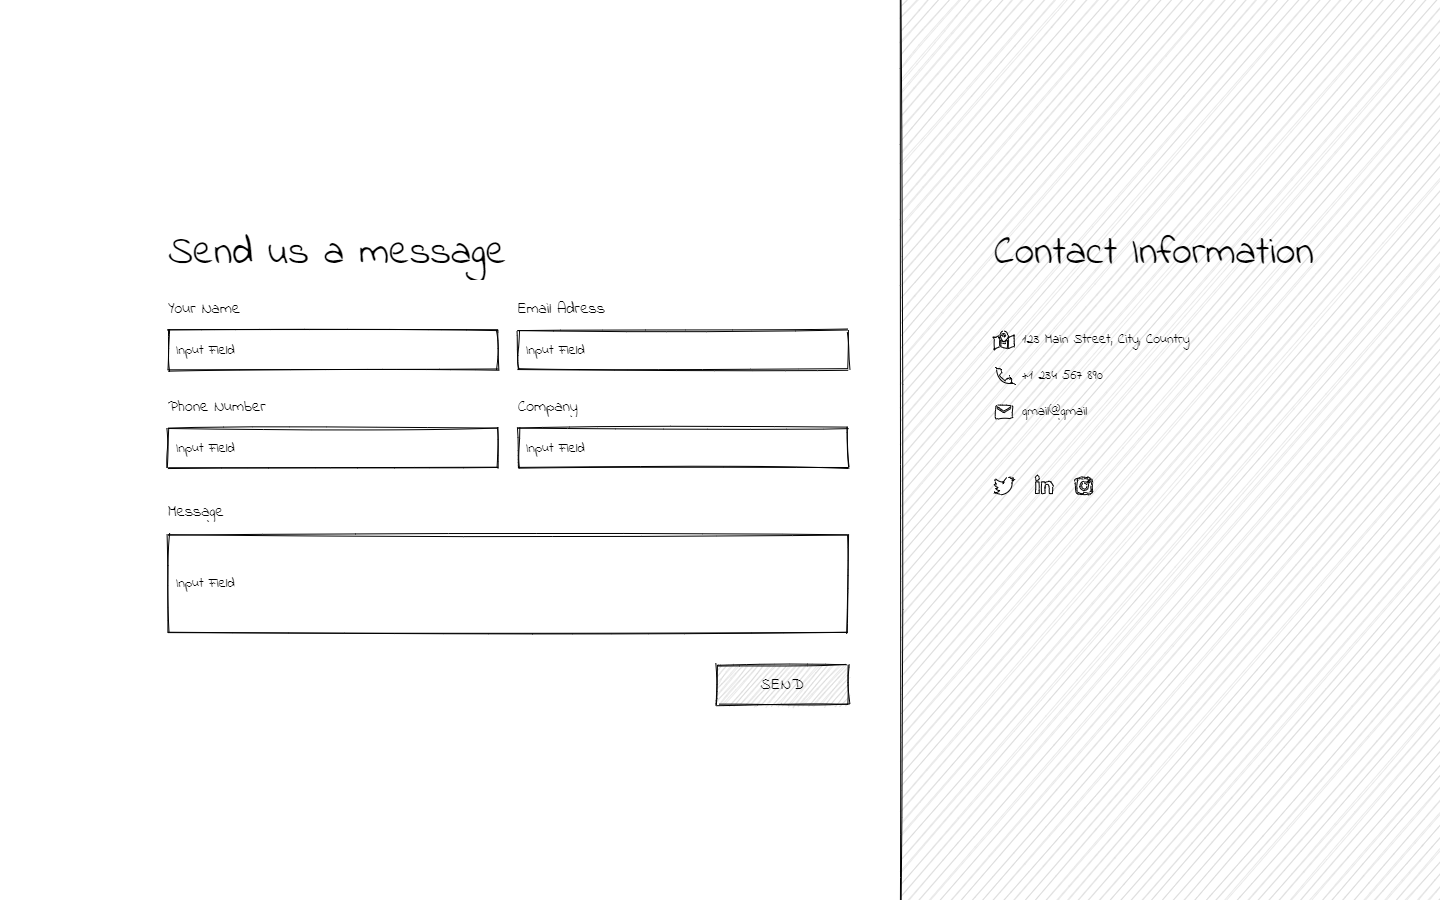 Send us a message
Your Name
Email Adress
Input Field
Input Field
Phone Number
Company
Input Field
Input Field
Message
Input Field
SEND
Contact Information
123 Main Street, City, Country
+1 234 567 890
gmail@gmail
in